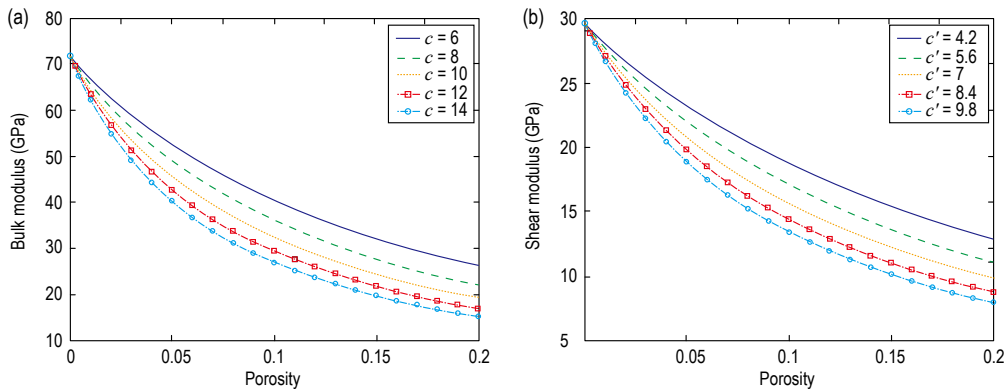 (a)
80
70
60
50
40
30
20
10
Bulk modulus (GPa)
0
0.05
0.1
0.15
0.2
Porosity
c = 6
c = 8
c = 10
c = 12
c = 14
(b)
30
25
20
15
10
5
Shear modulus (GPa)
0.05
0.1
0.15
0.2
Porosity
c′ = 4.2
c′ = 5.6
c′ = 7
c′ = 8.4
c′ = 9.8